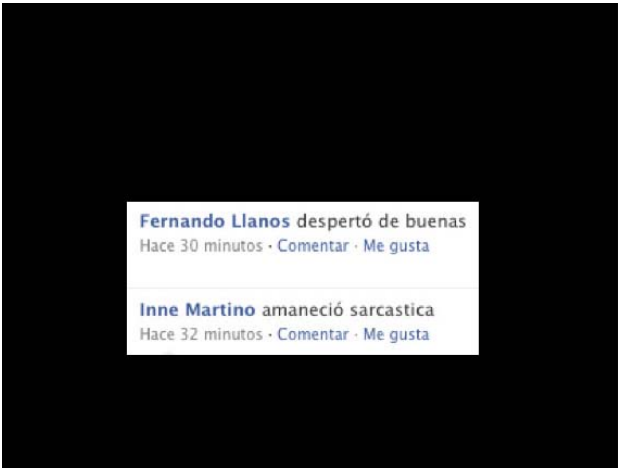 Fernando Llanos despertó de buenas
Hace 30 minutos · Comentar · Me gusta
Inne Martino amaneció sarcastica
Hace 32 minutos · Comentar · Me gusta